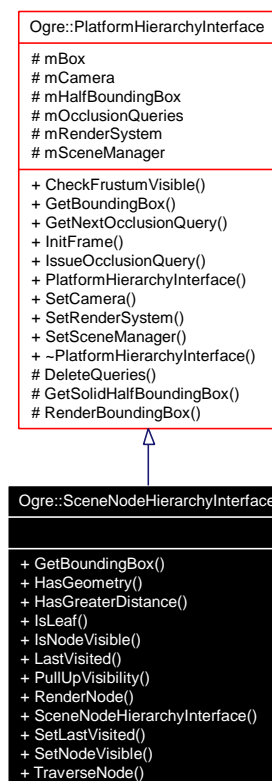 Ogre::PlatformHierarchyInterface
# mBox
# mCamera
# mHalfBoundingBox
# mOcclusionQueries
# mRenderSystem
# mSceneManager
+ CheckFrustumVisible()
+ GetBoundingBox()
+ GetNextOcclusionQuery()
+ InitFrame()
+ IssueOcclusionQuery()
+ PlatformHierarchyInterface()
+ SetCamera()
+ SetRenderSystem()
+ SetSceneManager()
+ ~PlatformHierarchyInterface()
# DeleteQueries()
# GetSolidHalfBoundingBox()
# RenderBoundingBox()
Ogre::SceneNodeHierarchyInterface
+ GetBoundingBox()
+ HasGeometry()
+ HasGreaterDistance()
+ IsLeaf()
+ IsNodeVisible()
+ LastVisited()
+ PullUpVisibility()
+ RenderNode()
+ SceneNodeHierarchyInterface()
+ SetLastVisited()
+ SetNodeVisible()
+ TraverseNode()